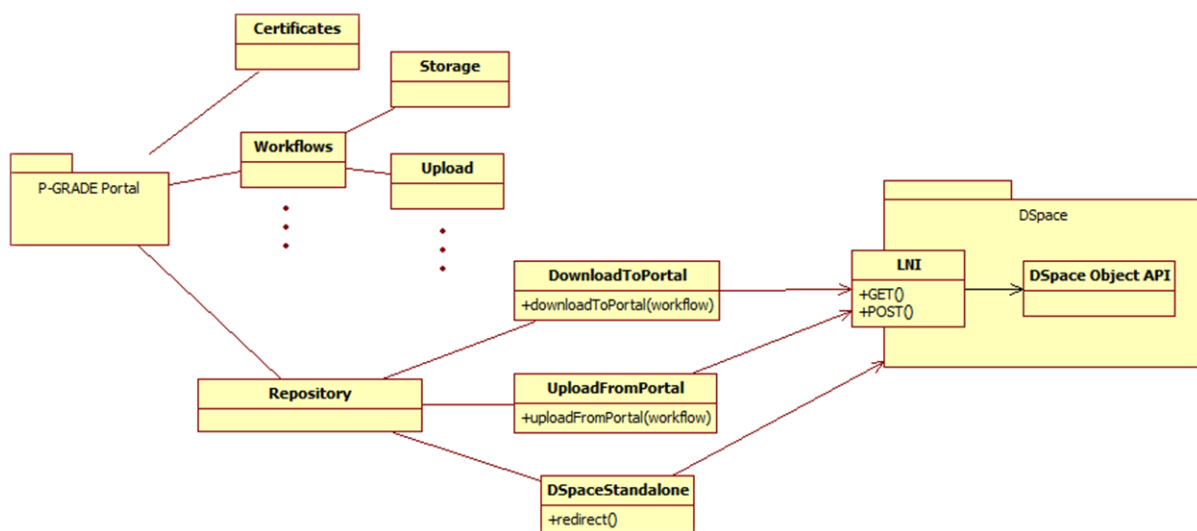 Certificates
Storage
Workflows
Upload
P-GRADE Portal
DSpace
LNI
+GET()
+POST()
DSpace Object API
DownloadToPortal
+downloadToPortal(workflow)
Repository
UploadFromPortal
+uploadFromPortal(workflow)
DSpaceStandalone
+redirect()